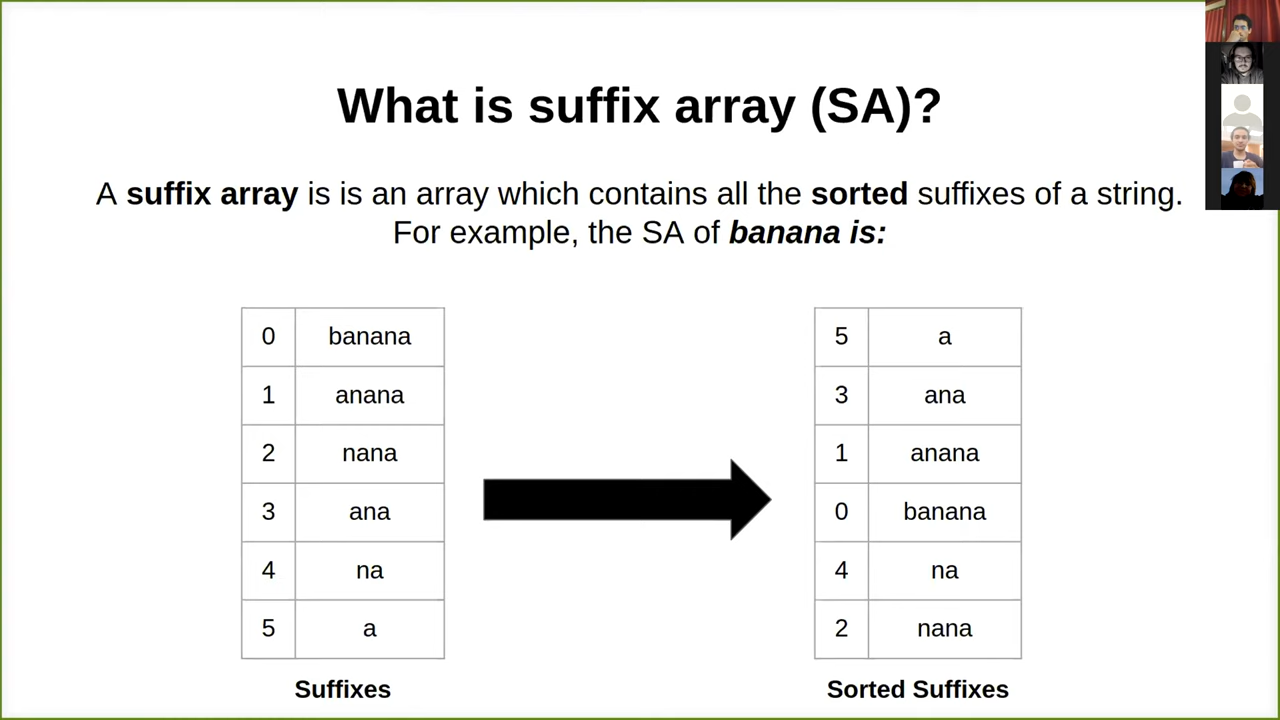 What is suffix array (SA)?
A suffix array is is an array which contains all the sorted suffixes of a string.
For example, the SA of banana is:
0 banana
1 anana
2 nana
3 ana
4 na
5 a
Suffixes
5 a
3 ana
1 anana
0 banana
4 na
2 nana
Sorted Suffixes